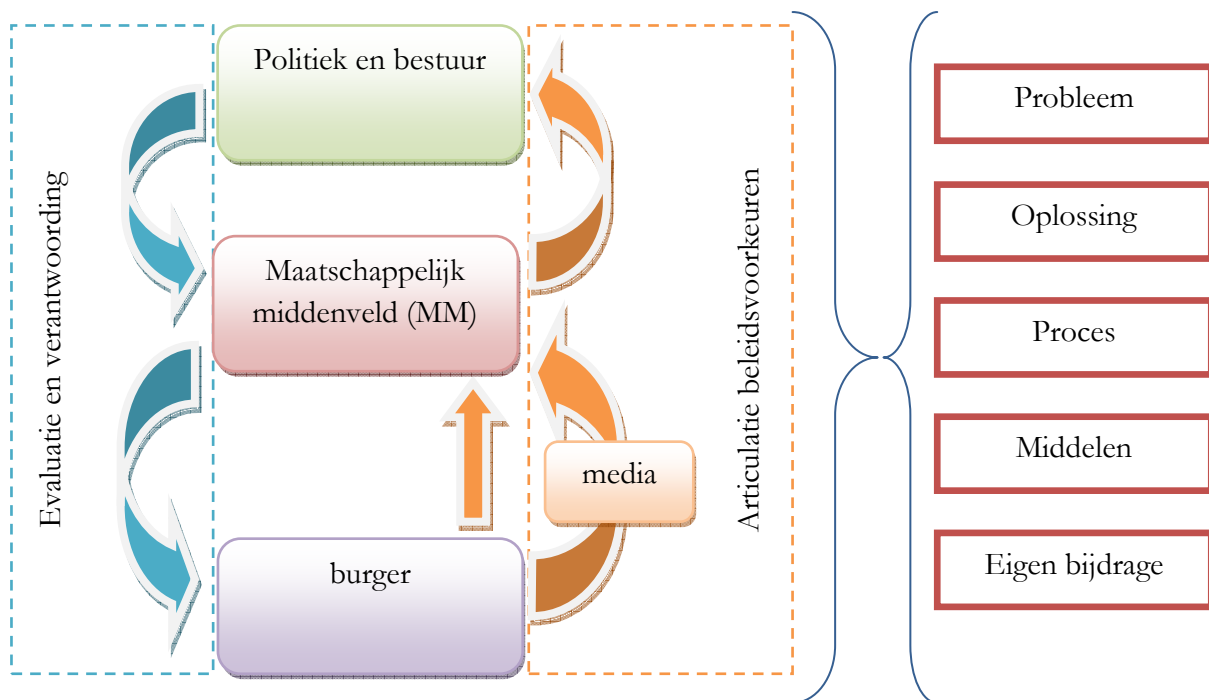 Evaluatie en verantwoording
Politiek en bestuur
Maatschappelijk
middenveld (MM)
burger
media
Articulatie beleidsvoorkeuren
Probleem
Oplossing
Proces
Middelen
Eigen bijdrage